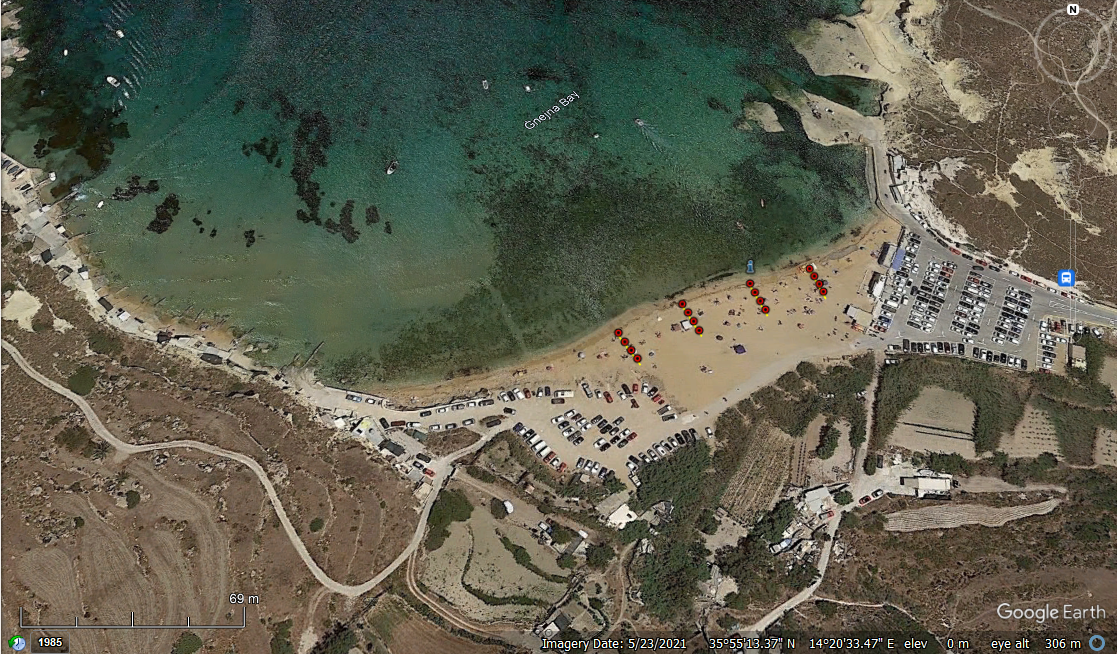 N
Gnejna Bay
69 m
Google Earth
1985
Imagery Date: 5/23/2021 35°55'13.37" N 14°20'33.47" E elev 0 m eye alt 306 m